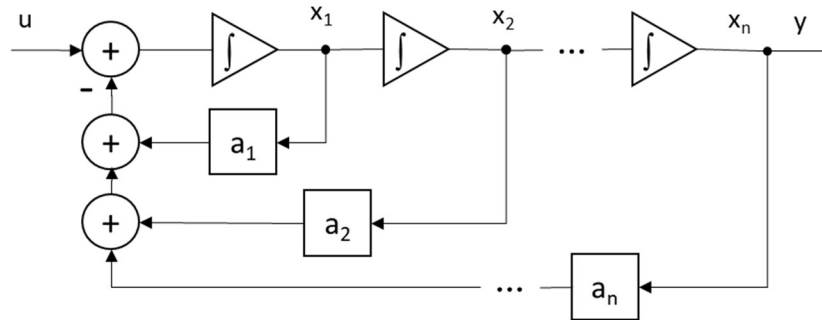 u x₁ x₂ xₙ y
+ ∫ ∫ ... ∫
-
+ a₁
+ a₂
... aₙ